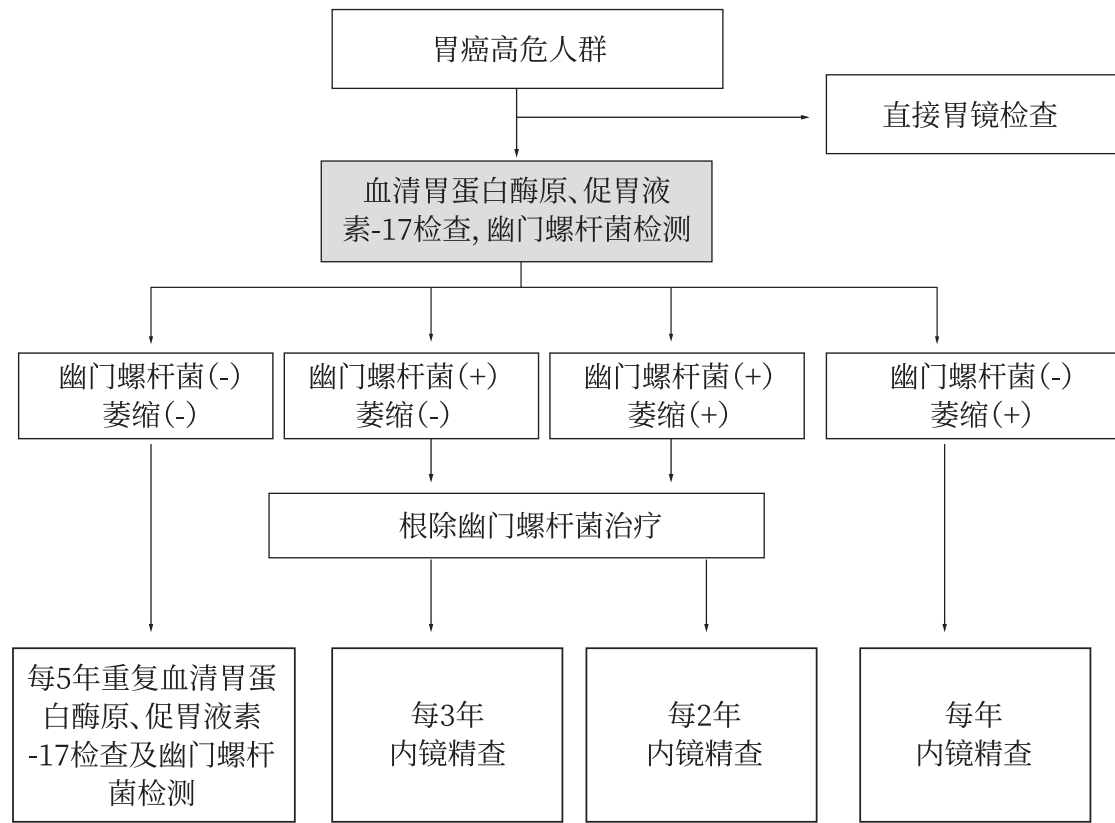 胃癌高危人群
直接胃镜检查
血清胃蛋白酶原、促胃液
素-17检查, 幽门螺杆菌检测
幽门螺杆菌(-)
萎缩(-)
幽门螺杆菌(+)
萎缩(-)
幽门螺杆菌(+)
萎缩(+)
幽门螺杆菌(-)
萎缩(+)
根除幽门螺杆菌治疗
每5年重复血清胃蛋
白酶原、促胃液素
-17检查及幽门螺杆
菌检测
每3年
内镜精查
每2年
内镜精查
每年
内镜精查